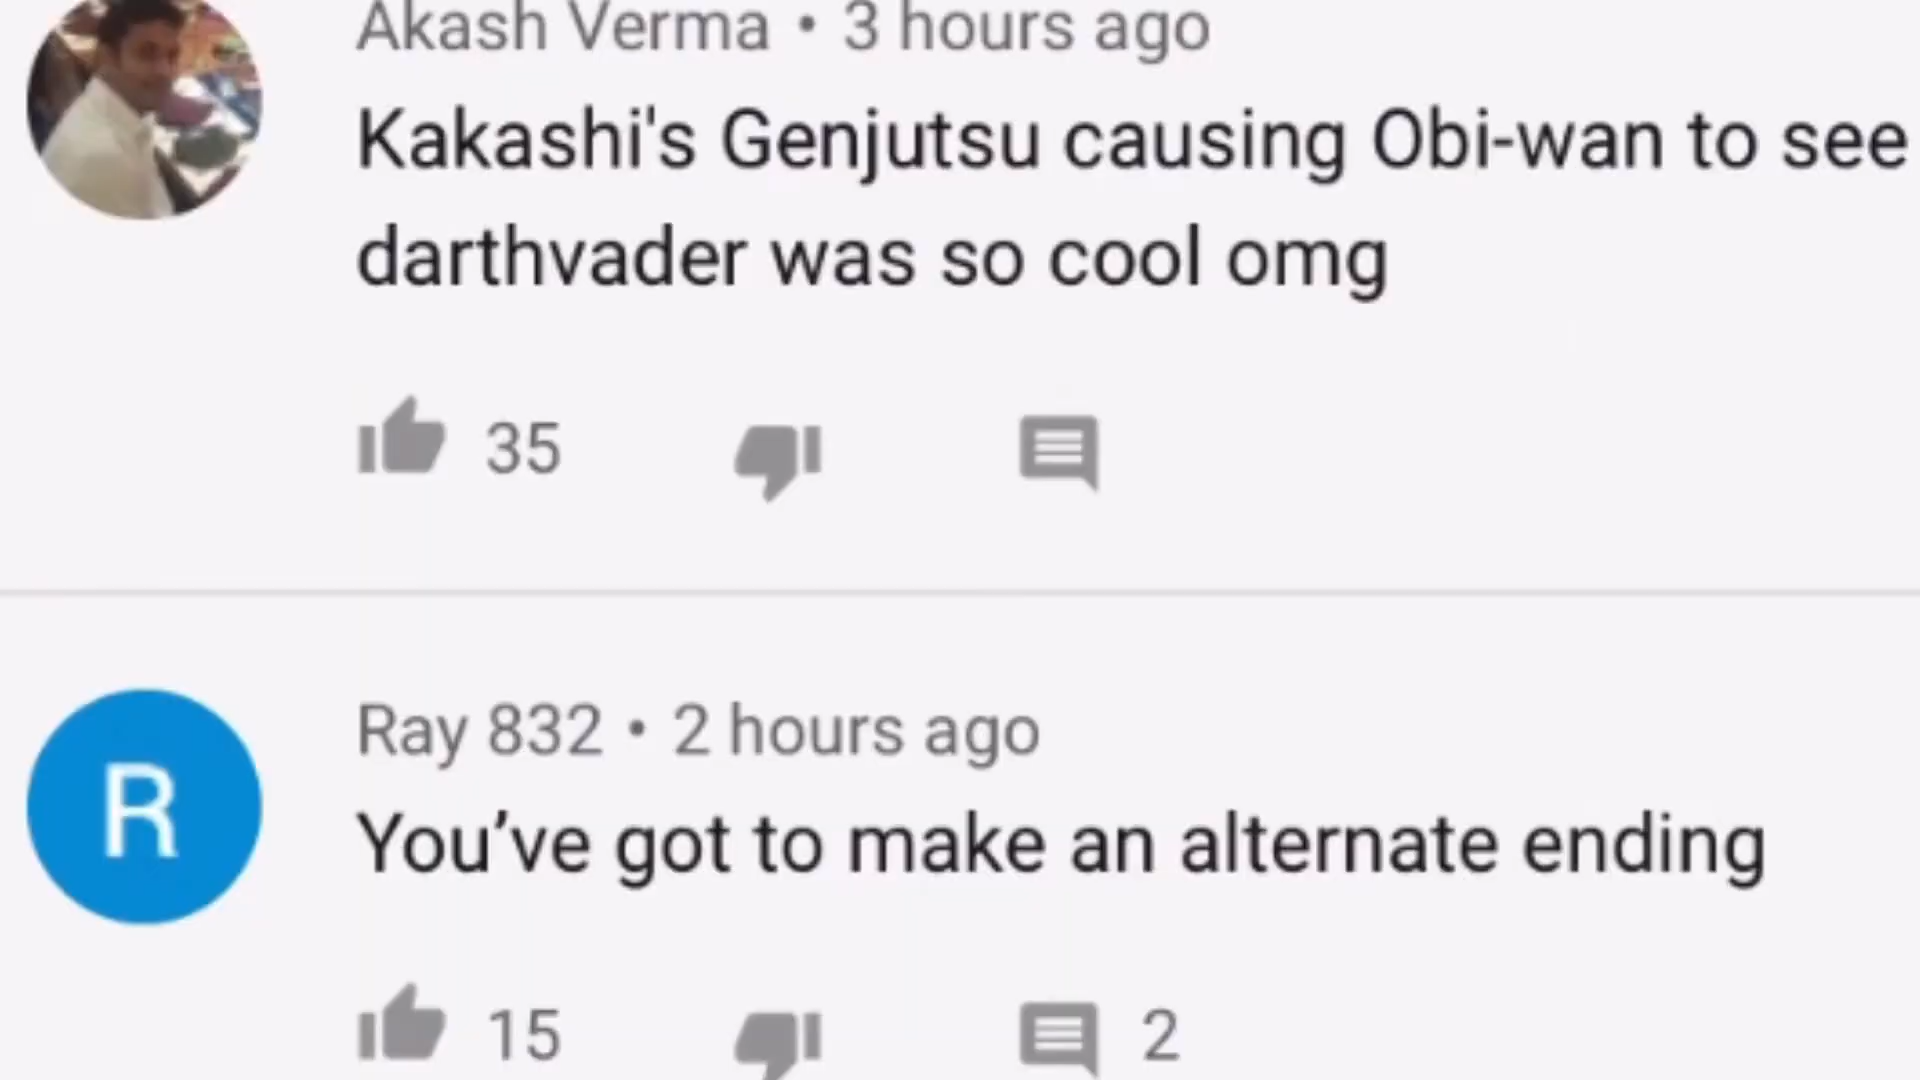 Akash Verma • 3 hours ago
Kakashi's Genjutsu causing Obi-wan to see
darthvader was so cool omg
35
R
Ray 832 • 2 hours ago
You’ve got to make an alternate ending
15 2